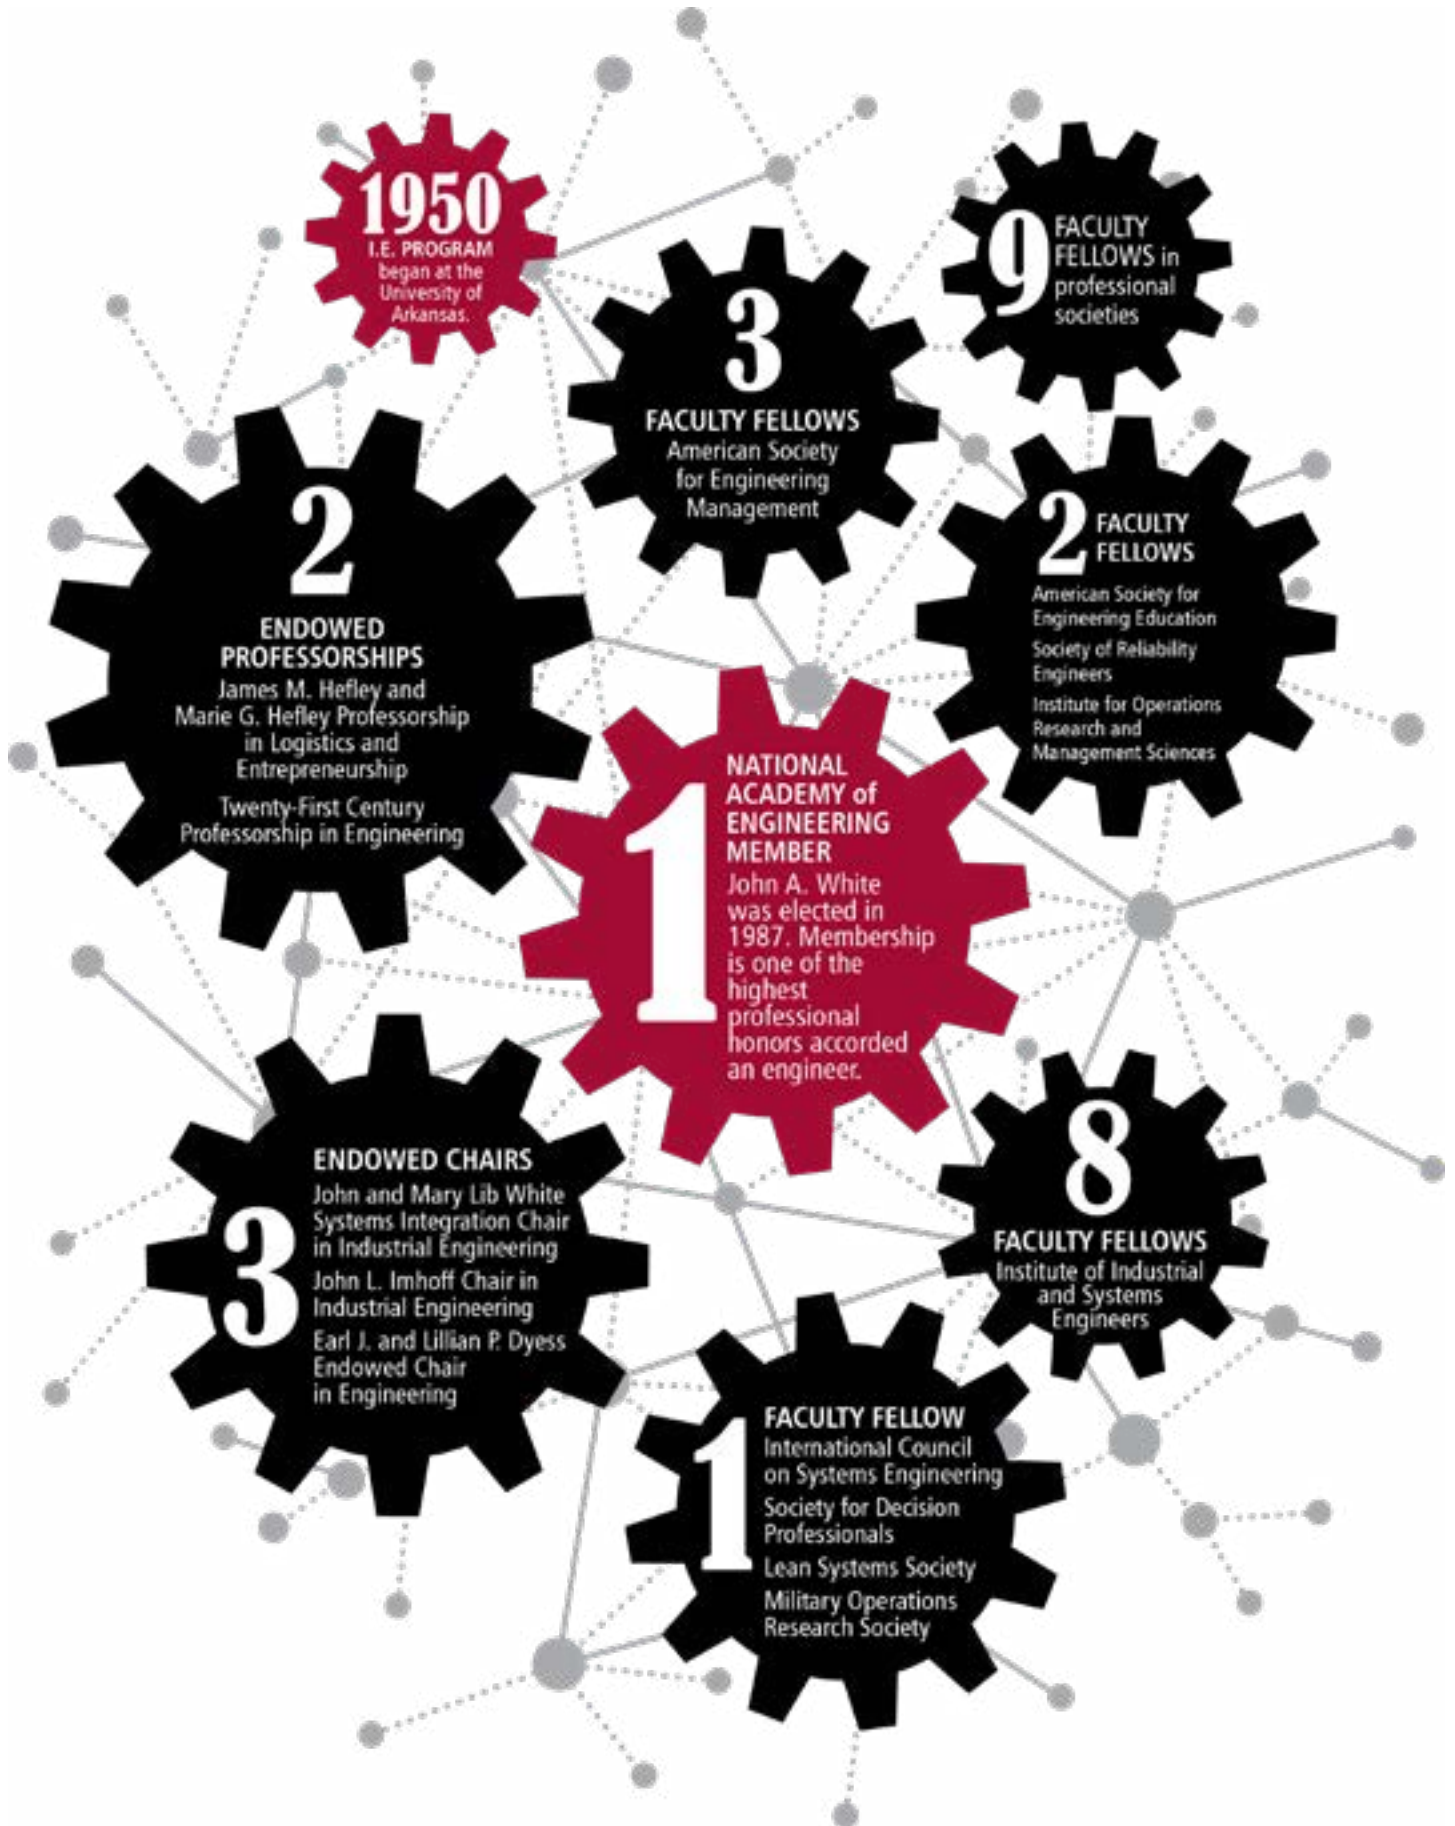 1950
I.E. PROGRAM
began at the
University of
Arkansas.
9
FACULTY
FELLOWS in
professional
societies
3
FACULTY FELLOWS
American Society
for Engineering
Management
2
ENDOWED
PROFESSORSHIPS
James M. Hefley and
Marie G. Hefley Professorship
in Logistics and
Entrepreneurship
Twenty-First Century
Professorship in Engineering
2
FACULTY
FELLOWS
American Society for
Engineering Education
Society of Reliability
Engineers
Institute for Operations
Research and
Management Sciences
1
NATIONAL
ACADEMY of
ENGINEERING
MEMBER
John A. White
was elected in
1987. Membership
is one of the
highest
professional
honors accorded
an engineer.
3
ENDOWED CHAIRS
John and Mary Lib White
Systems Integration Chair
in Industrial Engineering
John L. Imhoff Chair in
Industrial Engineering
Earl J. and Lillian P. Dyess
Endowed Chair
in Engineering
8
FACULTY FELLOWS
Institute of Industrial
and Systems
Engineers
1
FACULTY FELLOW
International Council
on Systems Engineering
Society for Decision
Professionals
Lean Systems Society
Military Operations
Research Society